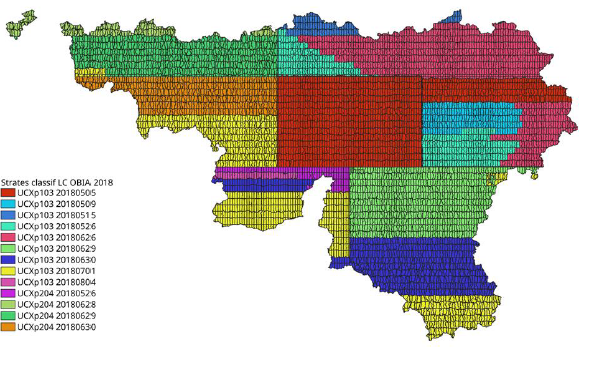 Strates classif LC OBIA 2018
UCXp103 20180505
UCXp103 20180509
UCXp103 20180515
UCXp103 20180526
UCXp103 20180626
UCXp103 20180629
UCXp103 20180630
UCXp103 20180701
UCXp103 20180804
UCXp204 20180526
UCXp204 20180628
UCXp204 20180629
UCXp204 20180630